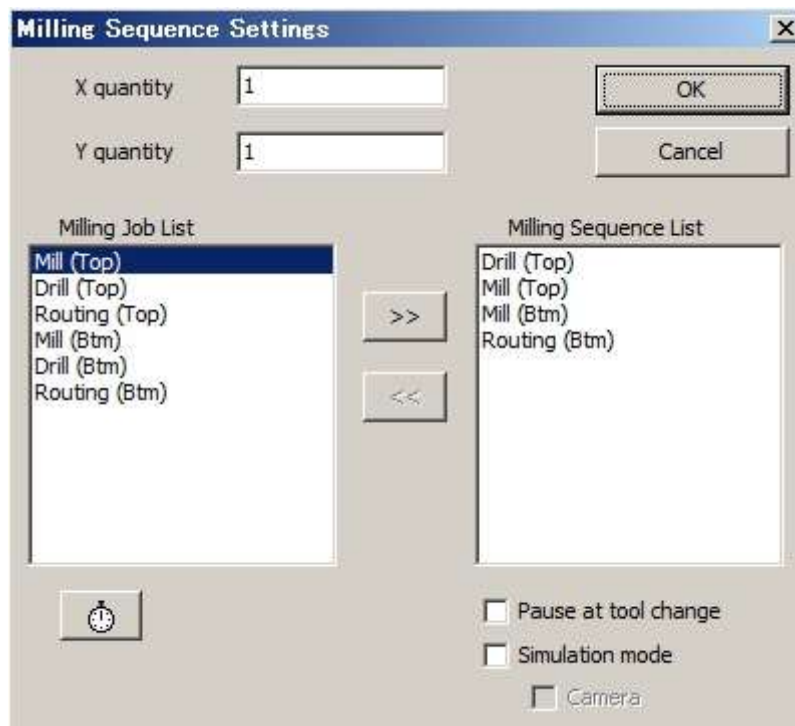 Milling Sequence Settings
X quantity
1
OK
Y quantity
1
Cancel
Milling Job List
Mill (Top)
Drill (Top)
Routing (Top)
Mill (Btm)
Drill (Btm)
Routing (Btm)
>>
<<
Milling Sequence List
Drill (Top)
Mill (Top)
Mill (Btm)
Routing (Btm)
Pause at tool change
Simulation mode
Camera